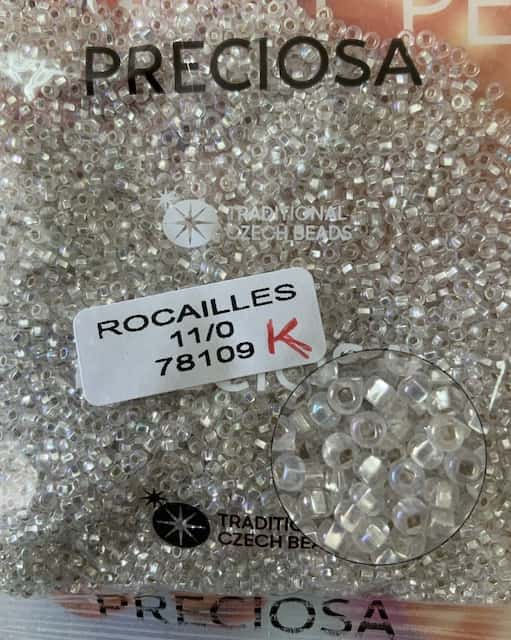 PRECIOSA
TRADITIONAL
CZECH BEADS
ROCAILLES
11/0
78109 K
TRADITIO
CZECH BEA
PRECIOSA